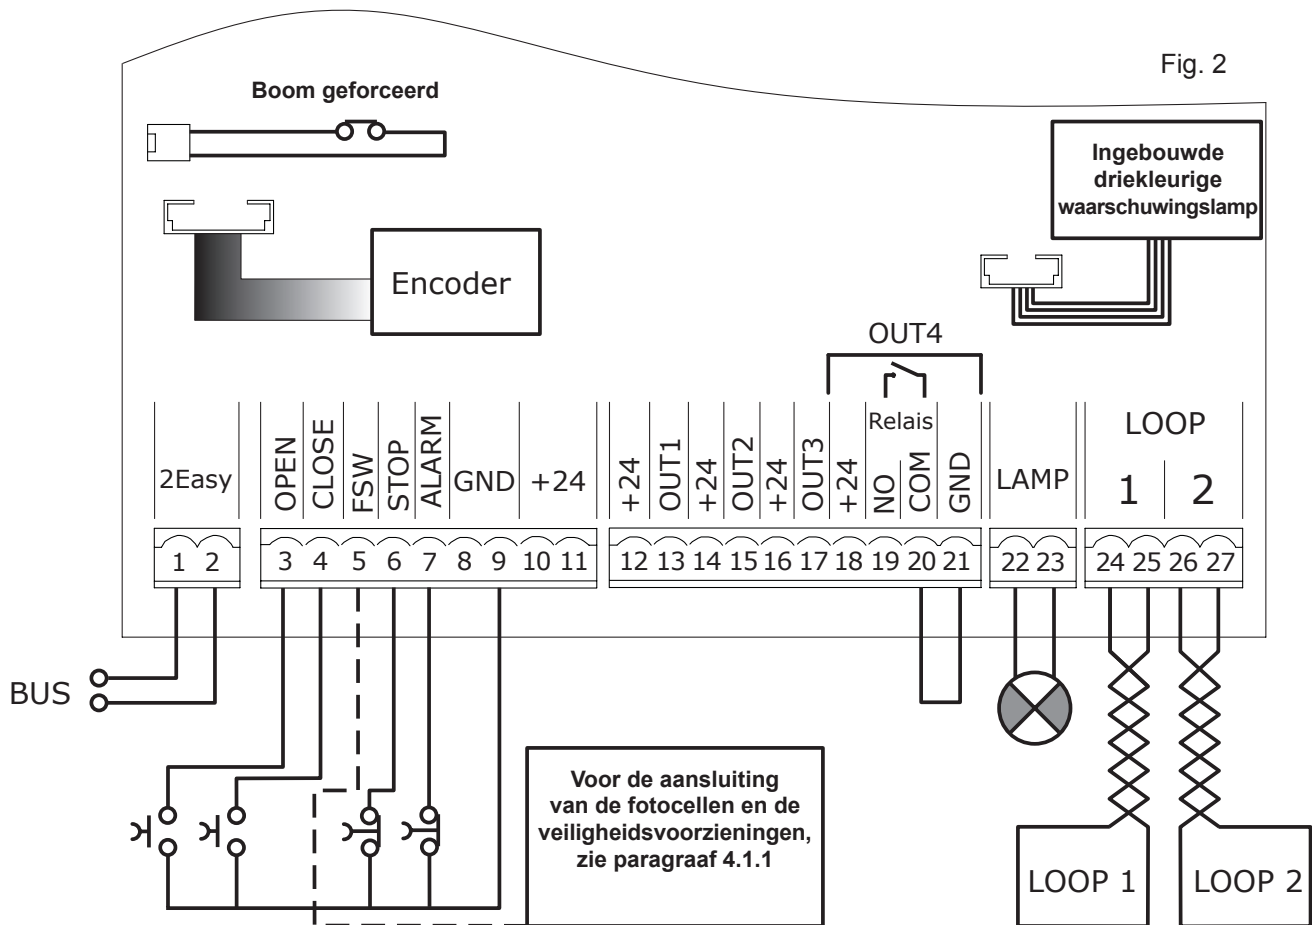 Fig. 2
Boom geforceerd
Ingebouwde
driekleurige
waarschuwingslamp
Encoder
OUT4
Relais
LOOP
2Easy
OPEN
CLOSE
FSW
STOP
ALARM
GND
+24
+24
OUT1
+24
OUT2
+24
OUT3
+24
NO
COM
GND
LAMP
1
2
1 2
3 4 5 6 7 8 9 10 11
12 13 14 15 16 17 18 19 20 21
22 23
24 25 26 27
BUS
Voor de aansluiting
van de fotocellen en de
veiligheidsvoorzieningen,
zie paragraaf 4.1.1
LOOP 1
LOOP 2